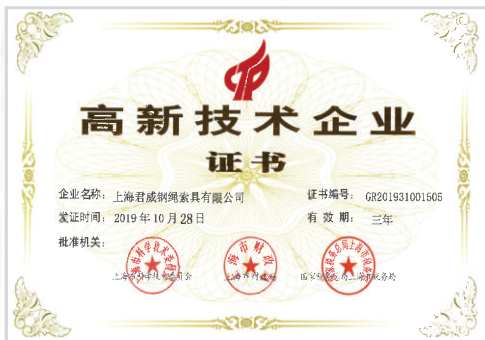 高新技术企业
证书
企业名称: 上海君威钢绳索具有限公司 证书编号: GR201931001505
发证时间: 2019年10月28日 有效期: 三年
批准机关:
上海市科学技术委员会 上海市财政局 国家税务总局上海市税务局